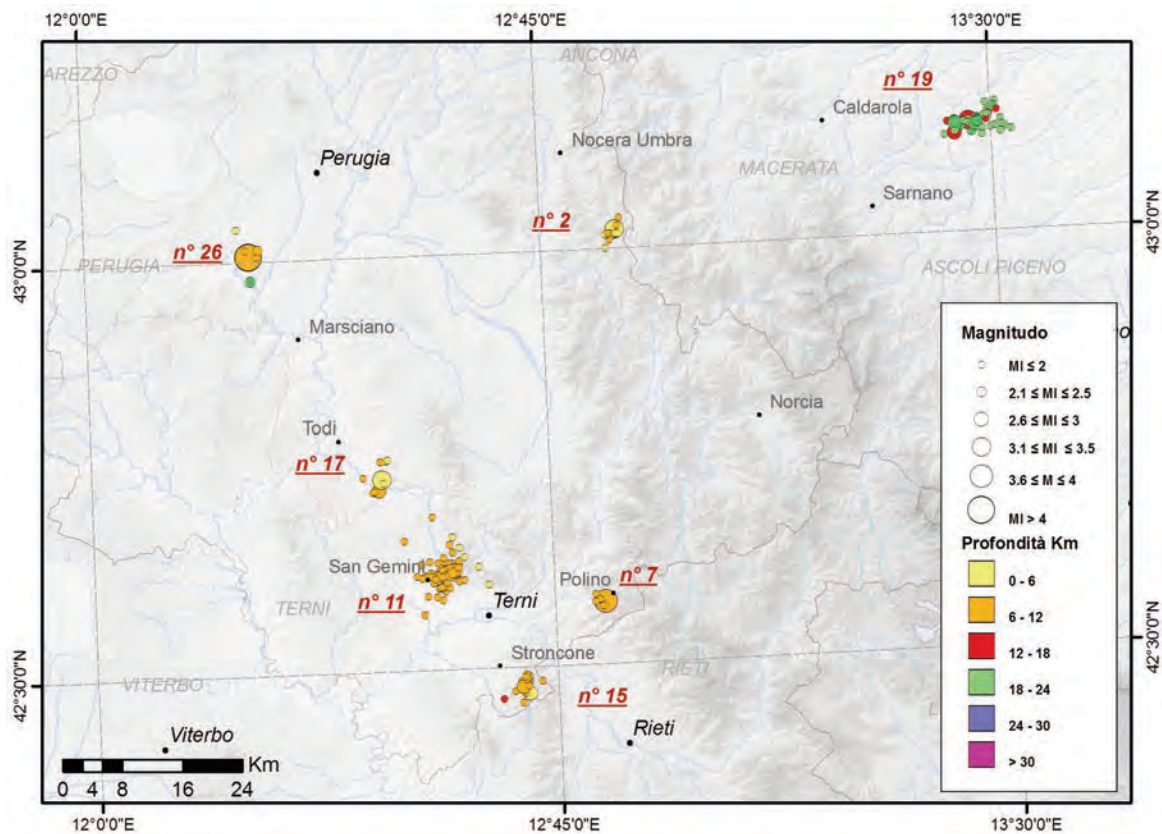 12°0'0"E
12°45'0"E
13°30'0"E
ANCONA
AREZZO
n° 19
Caldarola
Nocera Umbra
MACERATA
Perugia
Sarnano
n° 2
43°0'0"N
n° 26
PERUGIA
43°0'0"N
ASCOLI PICENO
Marsciano
Norcia
Todi
n° 17
San Gemini
Polino
n° 7
TERNI
n° 11
Terni
Stroncone
RIETI
42°30'0"N
VITERBO
42°30'0"N
n° 15
Viterbo
Rieti
Km
0 4 8 16 24
12°0'0"E
12°45'0"E
13°30'0"E
Magnitudo
Ml ≤ 2
2.1 ≤ Ml ≤ 2.5
2.6 ≤ Ml ≤ 3
3.1 ≤ Ml ≤ 3.5
3.6 ≤ M ≤ 4
Ml > 4
Profondità Km
0 - 6
6 - 12
12 - 18
18 - 24
24 - 30
> 30